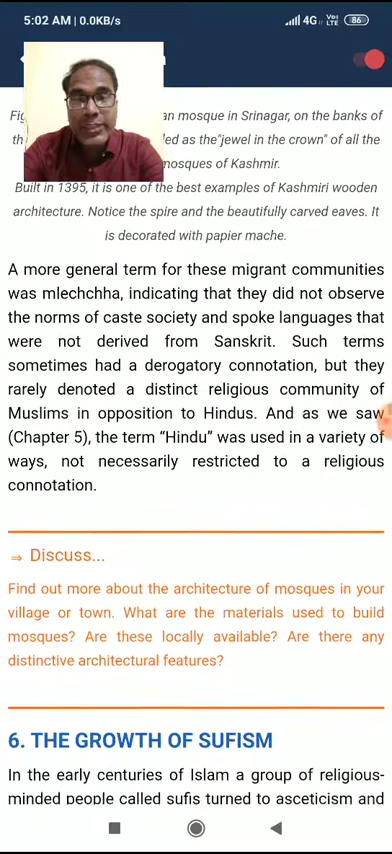 5:02 AM | 0.0KB/s
4G
Vo
LTE
86
Fig
an mosque in Srinagar, on the banks of
th
led as the"jewel in the crown" of all the
mosques of Kashmir.
Built in 1395, it is one of the best examples of Kashmiri wooden
architecture. Notice the spire and the beautifully carved eaves. It
is decorated with papier mache.
A more general term for these migrant communities
was mlechchha, indicating that they did not observe
the norms of caste society and spoke languages that
were not derived from Sanskrit. Such terms
sometimes had a derogatory connotation, but they
rarely denoted a distinct religious community of
Muslims in opposition to Hindus. And as we saw
(Chapter 5), the term “Hindu” was used in a variety of
ways, not necessarily restricted to a religious
connotation.
⇒ Discuss...
Find out more about the architecture of mosques in your
village or town. What are the materials used to build
mosques? Are these locally available? Are there any
distinctive architectural features?
6. THE GROWTH OF SUFISM
In the early centuries of Islam a group of religious-
minded people called sufis turned to asceticism and